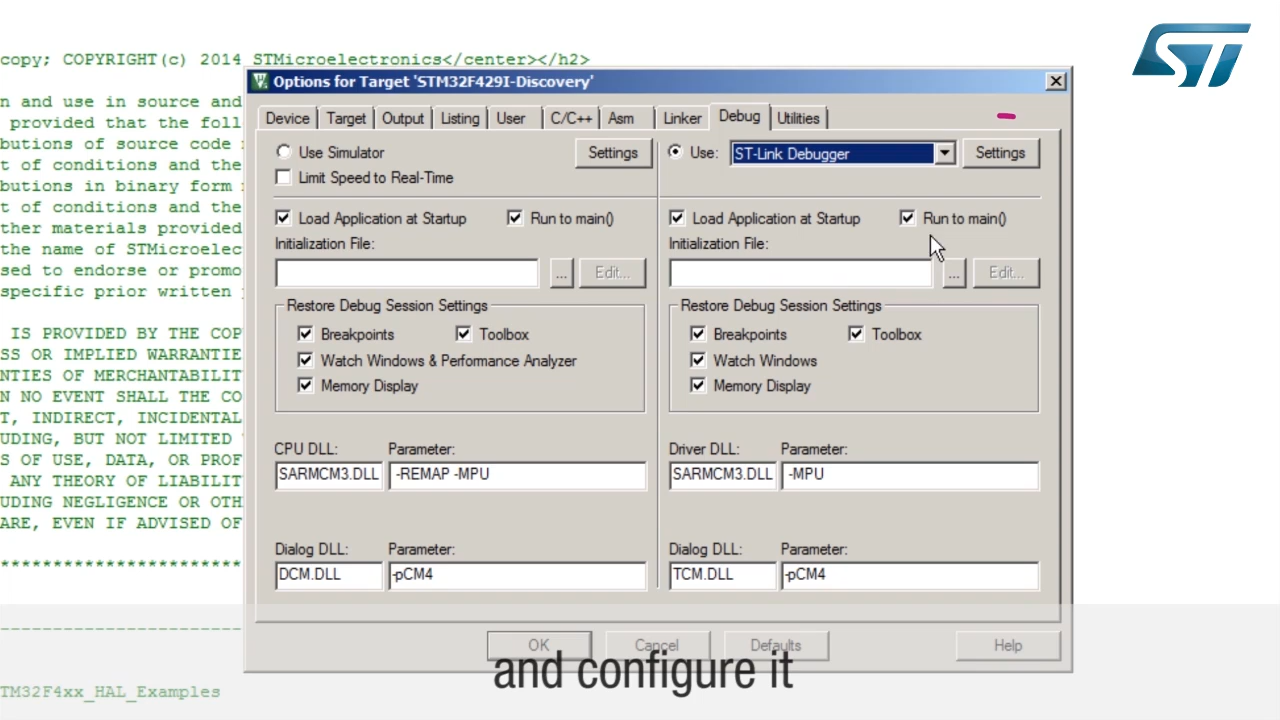 ST
copy; COPYRIGHT(c) 2014 STMicroelectronics</center></h2>
Options for Target 'STM32F429I-Discovery'
n and use in source and
provided that the foll
butions of source code
t of conditions and the
butions in binary form
t of conditions and the
ther materials provided
the name of STMicroelec
sed to endorse or promo
specific prior written
IS PROVIDED BY THE COP
SS OR IMPLIED WARRANTIE
NTIES OF MERCHANTABILIT
N NO EVENT SHALL THE CO
T, INDIRECT, INCIDENTAL
UDING, BUT NOT LIMITED
S OF USE, DATA, OR PROF
ANY THEORY OF LIABILIT
UDING NEGLIGENCE OR OTH
ARE, EVEN IF ADVISED OF
*************************
TM32F4xx_HAL_Examples
Device Target Output Listing User C/C++ Asm Linker Debug Utilities
Use Simulator Settings
Limit Speed to Real-Time
Load Application at Startup Run to main()
Initialization File:
... Edit...
Restore Debug Session Settings
Breakpoints Toolbox
Watch Windows & Performance Analyzer
Memory Display
CPU DLL: Parameter:
SARMCM3.DLL -REMAP -MPU
Dialog DLL: Parameter:
DCM.DLL -pCM4
Use: ST-Link Debugger Settings
Load Application at Startup Run to main()
Initialization File:
... Edit...
Restore Debug Session Settings
Breakpoints Toolbox
Watch Windows
Memory Display
Driver DLL: Parameter:
SARMCM3.DLL -MPU
Dialog DLL: Parameter:
TCM.DLL -pCM4
OK Cancel Defaults Help
and configure it